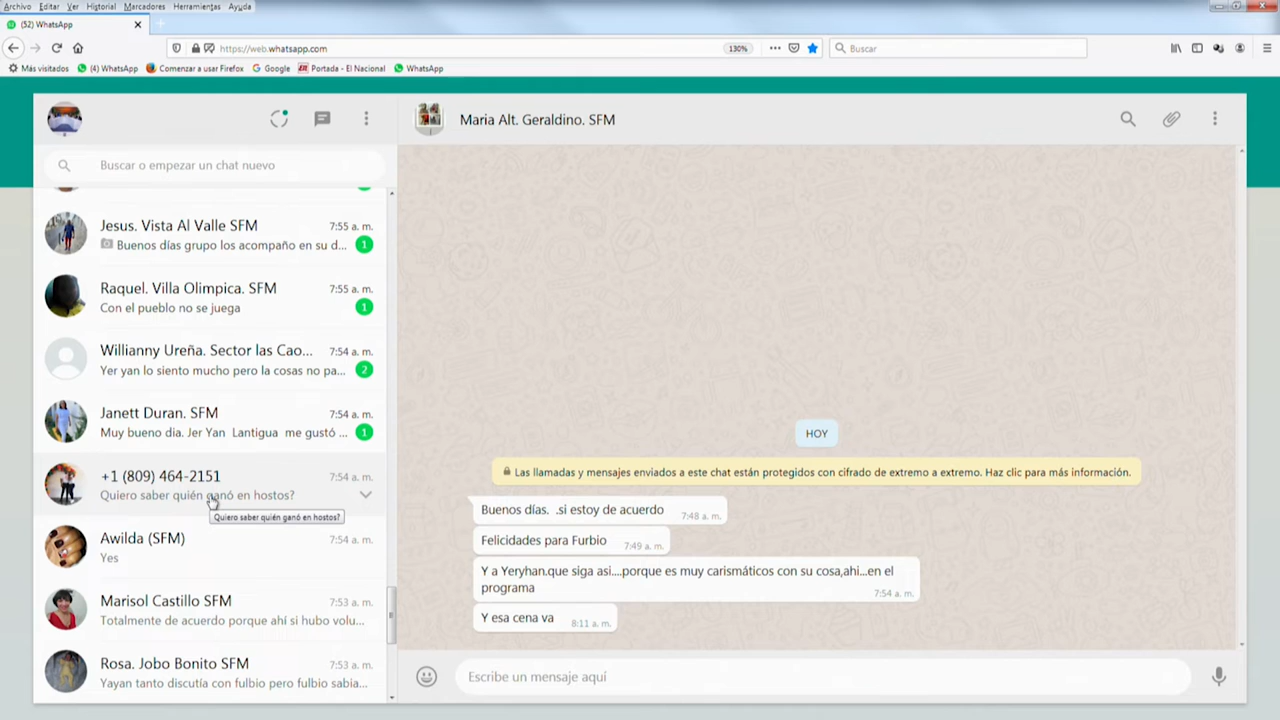 Archivo Editar Ver Historial Marcadores Herramientas Ayuda
(52) WhatsApp
https://web.whatsapp.com
130%
Buscar
Más visitados (4) WhatsApp Comenzar a usar Firefox Google Portada - El Nacional WhatsApp
Maria Alt. Geraldino. SFM
Buscar o empezar un chat nuevo
Jesus. Vista Al Valle SFM 7:55 a. m.
Buenos días grupo los acompaño en su d... 1
Raquel. Villa Olimpica. SFM 7:55 a. m.
Con el pueblo no se juega 1
Willianny Ureña. Sector las Cao... 7:54 a. m.
Yer yan lo siento mucho pero la cosas no pa... 2
Janett Duran. SFM 7:54 a. m.
Muy bueno dia. Jer Yan Lantigua me gustó ... 1
+1 (809) 464-2151 7:54 a. m.
Quiero saber quién ganó en hostos?
Quiero saber quién ganó en hostos?
Awilda (SFM) 7:54 a. m.
Yes
Marisol Castillo SFM 7:53 a. m.
Totalmente de acuerdo porque ahí si hubo volu...
Rosa. Jobo Bonito SFM 7:53 a. m.
Yayan tanto discutía con fulbio pero fulbio sabia...
HOY
Las llamadas y mensajes enviados a este chat están protegidos con cifrado de extremo a extremo. Haz clic para más información.
Buenos días. .si estoy de acuerdo 7:48 a. m.
Felicidades para Furbio 7:49 a. m.
Y a Yeryhan.que siga asi....porque es muy carismáticos con su cosa,ahi...en el
programa 7:54 a. m.
Y esa cena va 8:11 a. m.
Escribe un mensaje aquí